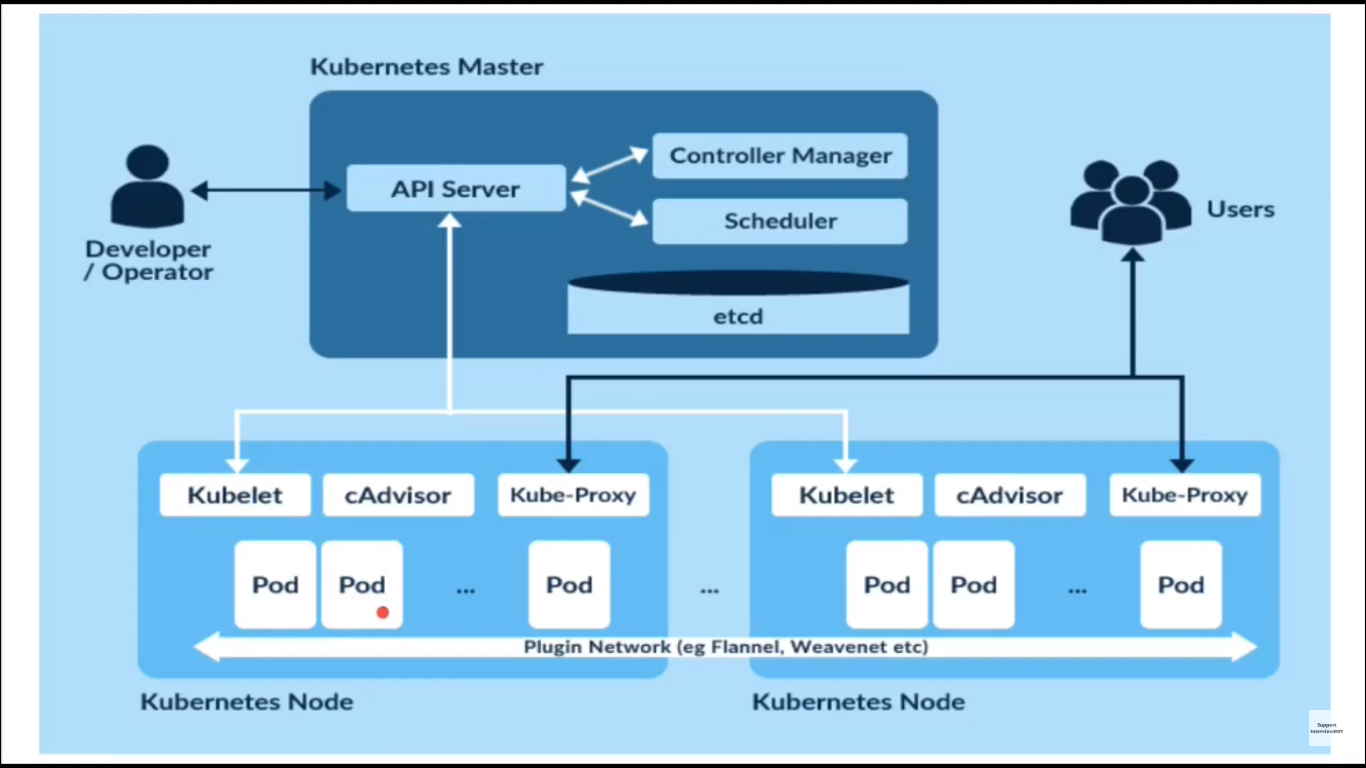 Kubernetes Master
API Server
Controller Manager
Scheduler
etcd
Developer
/ Operator
Users
Kubelet
cAdvisor
Kube-Proxy
Kubelet
cAdvisor
Kube-Proxy
Pod
Pod
...
Pod
...
Pod
Pod
...
Pod
Plugin Network (eg Flannel, Weavenet etc)
Kubernetes Node
Kubernetes Node
Support